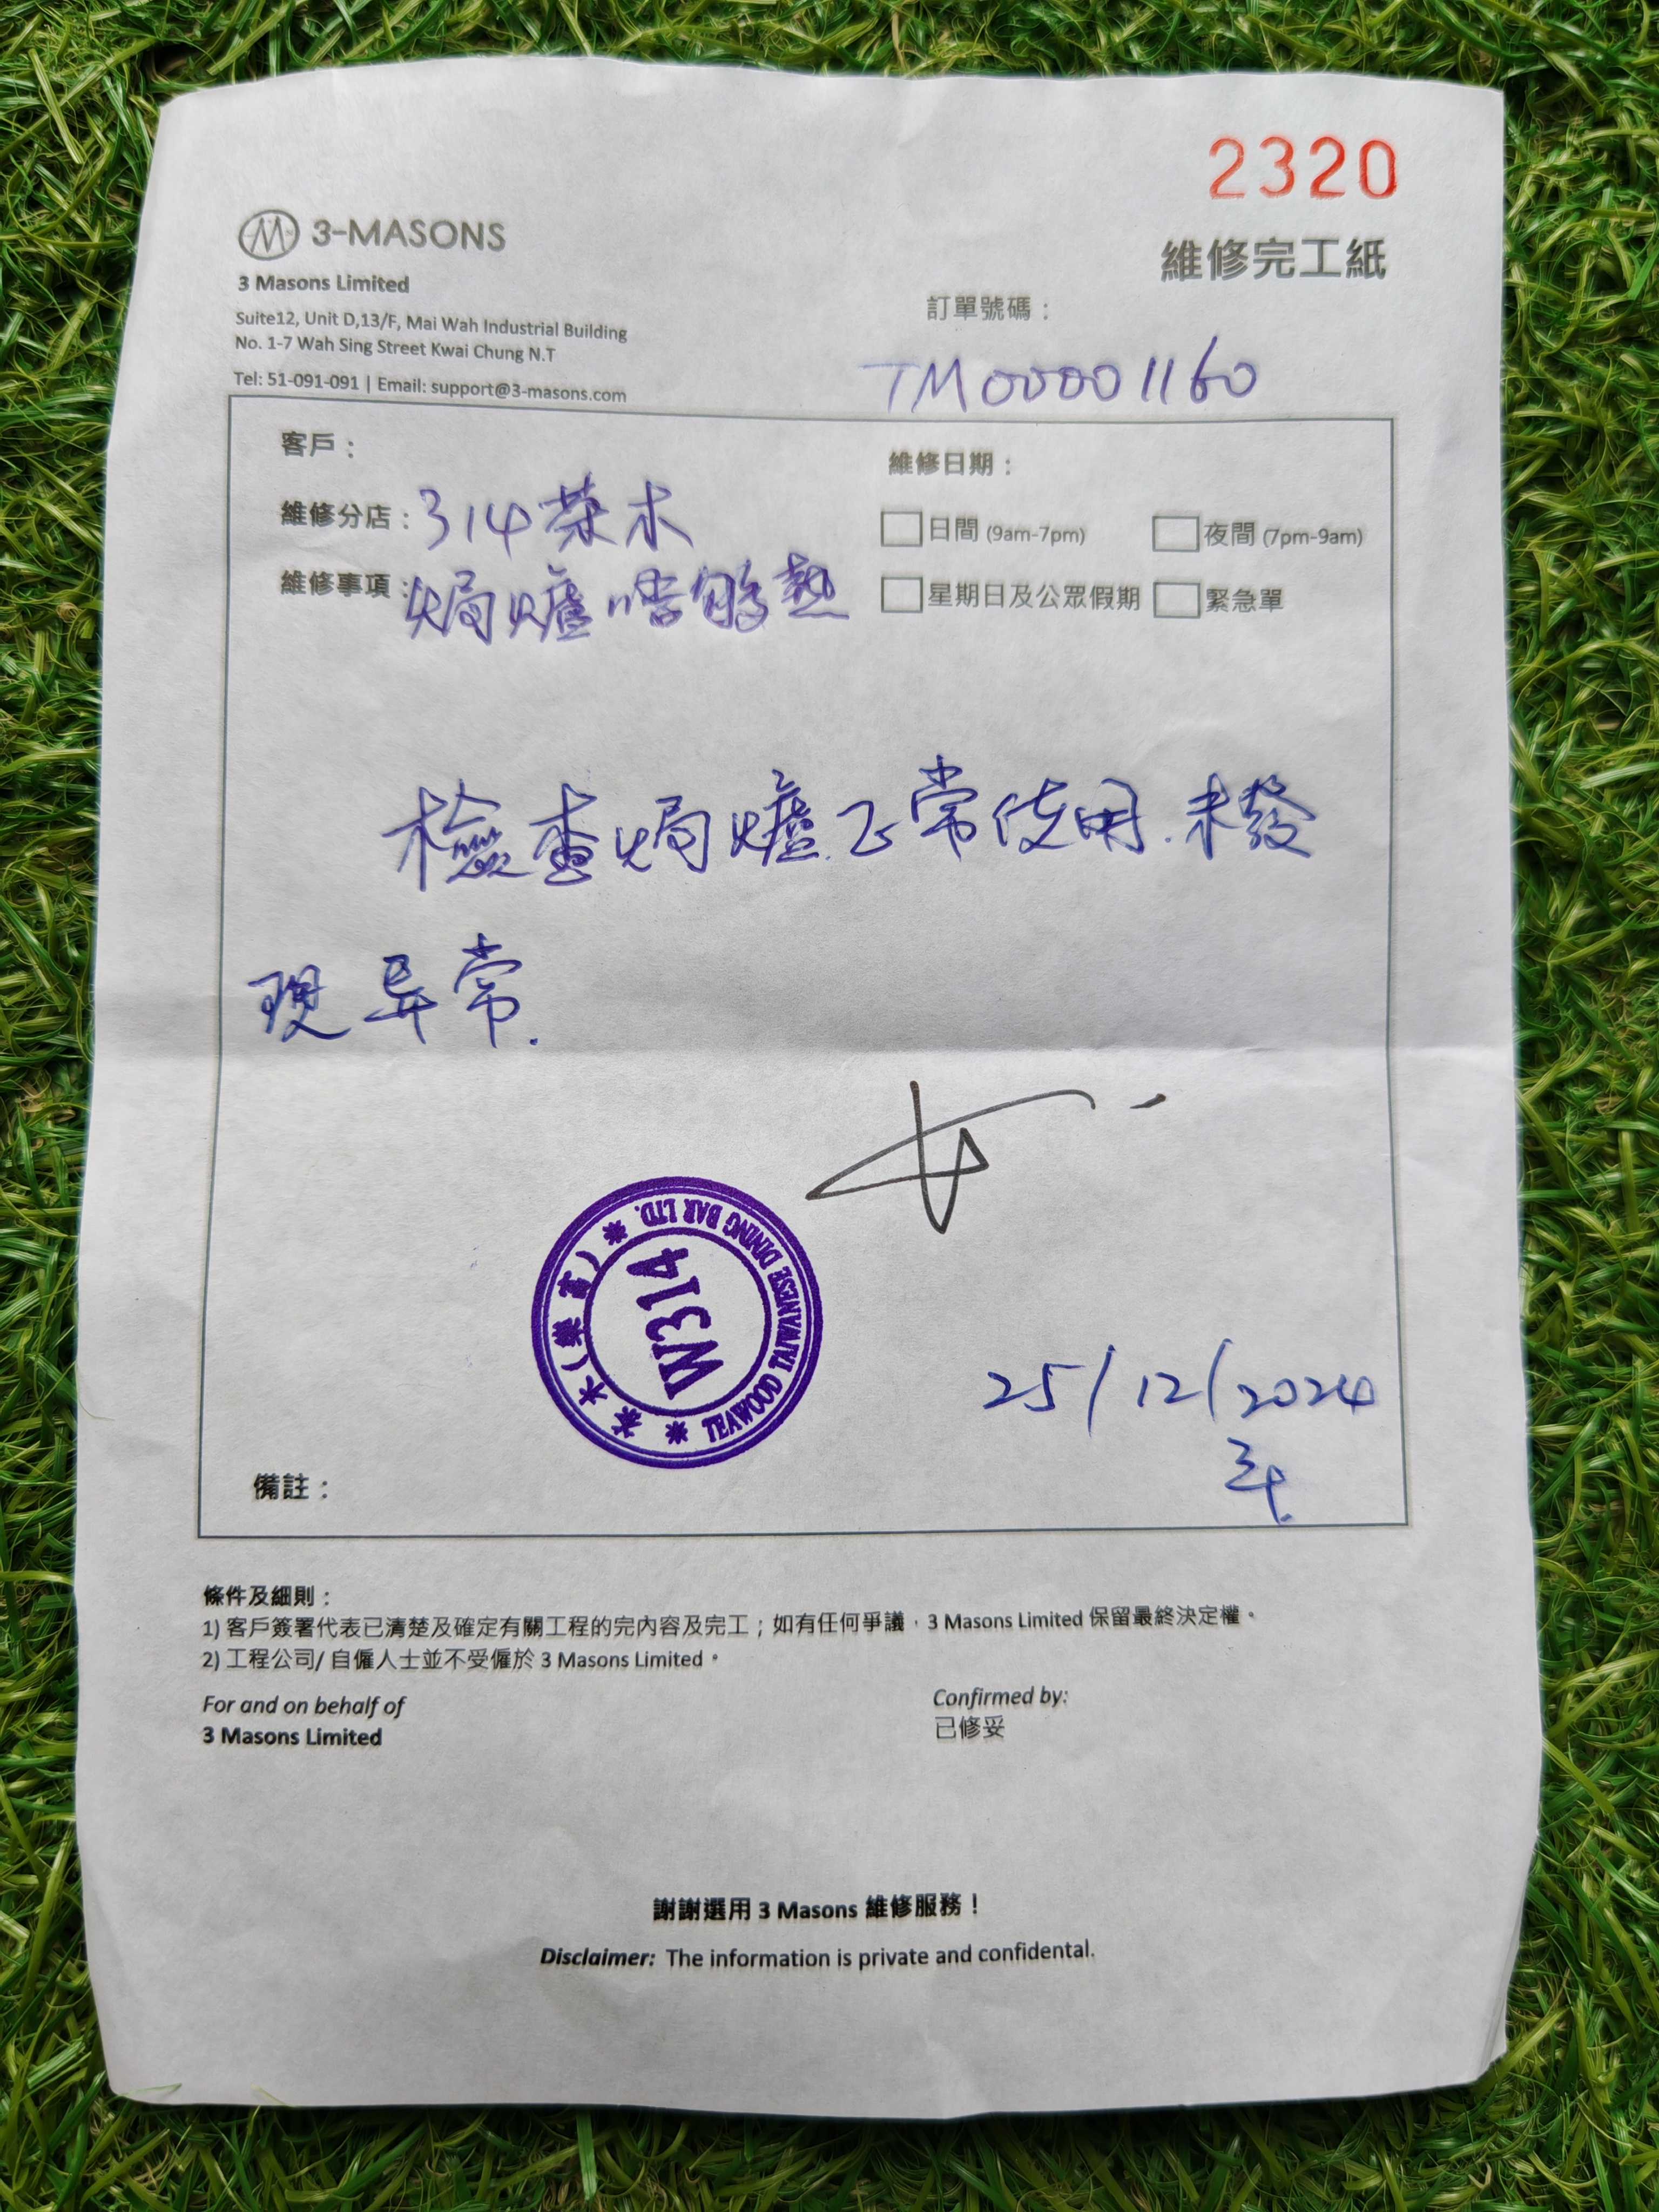 2320
3-MASONS
維修完工紙
3 Masons Limited
Suite12, Unit D,13/F, Mai Wah Industrial Building
No. 1-7 Wah Sing Street Kwai Chung N.T
Tel: 51-091-091 | Email: support@3-masons.com
訂單號碼：
TM00001160
客戶：
維修日期：
維修分店：314茶木
日間 (9am-7pm) 夜間 (7pm-9am)
維修事項：焗爐唔夠熱
星期日及公眾假期 緊急單
檢查焗爐.正常使用.未發
現异常.
茶木(樂富)
TEAWOOD TAIWANESE DINING BAR LTD.
W314
25/12/2024
備註：
條件及細則：
1) 客戶簽署代表已清楚及確定有關工程的完內容及完工；如有任何爭議，3 Masons Limited 保留最終決定權。
2) 工程公司/ 自僱人士並不受僱於 3 Masons Limited。
For and on behalf of
3 Masons Limited
Confirmed by:
已修妥
謝謝選用 3 Masons 維修服務！
Disclaimer: The information is private and confidental.